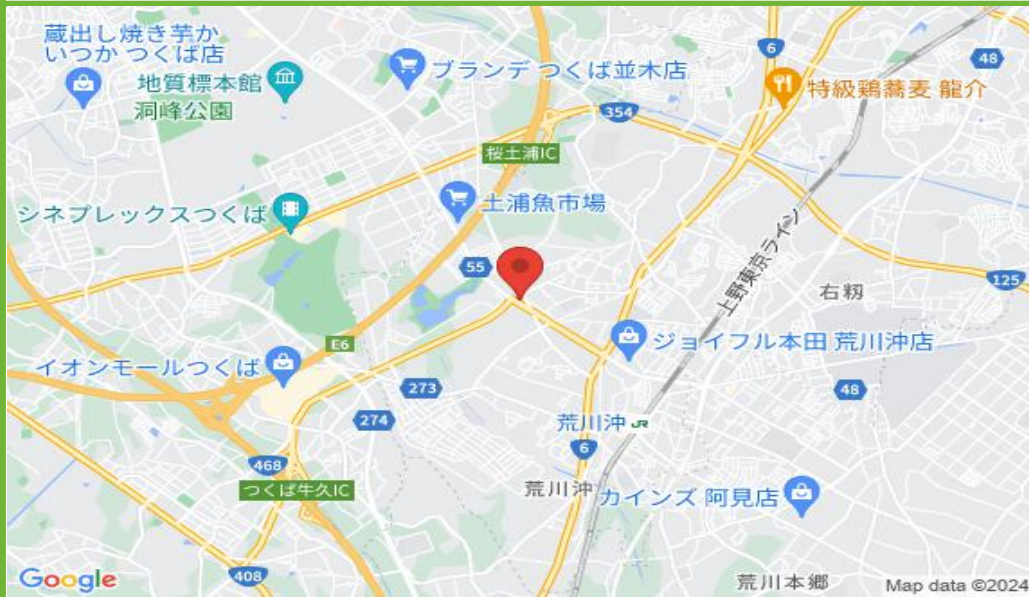 蔵出し焼き芋か
いつか つくば店
地質標本館
洞峰公園
ブランデ つくば並木店
6
48
特級鶏蕎麦 龍介
354
桜土浦IC
シネプレックスつくば
土浦魚市場
上野東京ライン
55
125
右籾
E6
ジョイフル本田 荒川沖店
イオンモールつくば
273
48
274
荒川沖 JR
6
468
つくば牛久IC
荒川沖
カインズ 阿見店
408
荒川本郷
Google
Map data ©2024